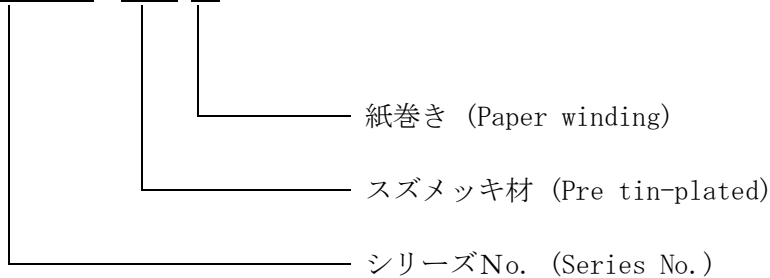 紙巻き (Paper winding)
スズメッキ材 (Pre tin-plated)
シリーズNo. (Series No.)